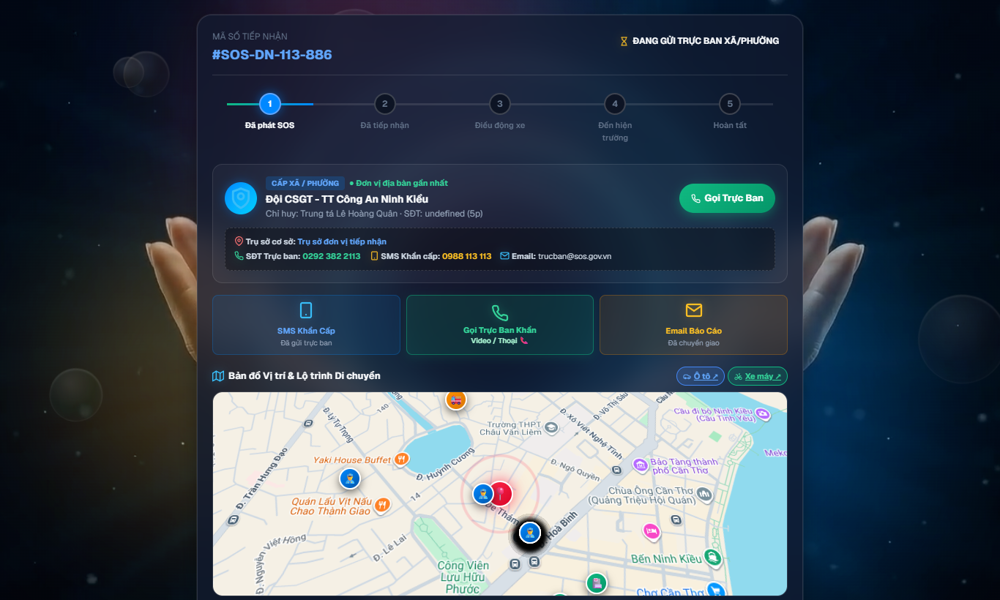 MÃ SỐ TIẾP NHẬN
#SOS-DN-113-886
ĐANG GỬI TRỰC BAN XÃ/PHƯỜNG
1
2
3
4
5
Đã phát SOS
Đã tiếp nhận
Điều động xe
Đến hiện
trường
Hoàn tất
CẤP XÃ / PHƯỜNG
• Đơn vị địa bàn gần nhất
Đội CSGT - TT Công An Ninh Kiều
Chỉ huy: Trung tá Lê Hoàng Quân · SĐT: undefined (5p)
Gọi Trực Ban
Trụ sở cơ sở: Trụ sở đơn vị tiếp nhận
SĐT Trực ban: 0292 382 2113 SMS Khẩn cấp: 0988 113 113 Email: trucban@sos.gov.vn
SMS Khẩn Cấp
Đã gửi trực ban
Gọi Trực Ban Khẩn
Video / Thoại
Email Báo Cáo
Đã chuyển giao
Bản đồ Vị trí & Lộ trình Di chuyển
Ô tô ↗
Xe máy ↗
140
Đ. Lý Tự Trọng
Đ. Võ Thị Sáu
Cầu đi bộ Ninh Kiều
(Cầu Tình Yêu)
Trường THPT
Châu Văn Liêm
Đ. Xô Viết Nghệ Tĩnh
Yaki House Buffet
Đ. Trần Hưng Đạo
Đ. Huỳnh Cương
Đ. Ngô Quyền
Bảo Tàng thành
phố Cần Thơ
Chùa Ông Cần Thơ
(Quảng Triệu Hội Quán)
Quán Lẩu Vịt Nấu
Chao Thành Giao
14
Đ. Hoà Bình
Đ. Lê Lai
Đ. Nguyễn Việt Hồng
Bến Ninh Kiều
Công Viên
Lưu Hữu
Phước
Chợ Cần Thơ